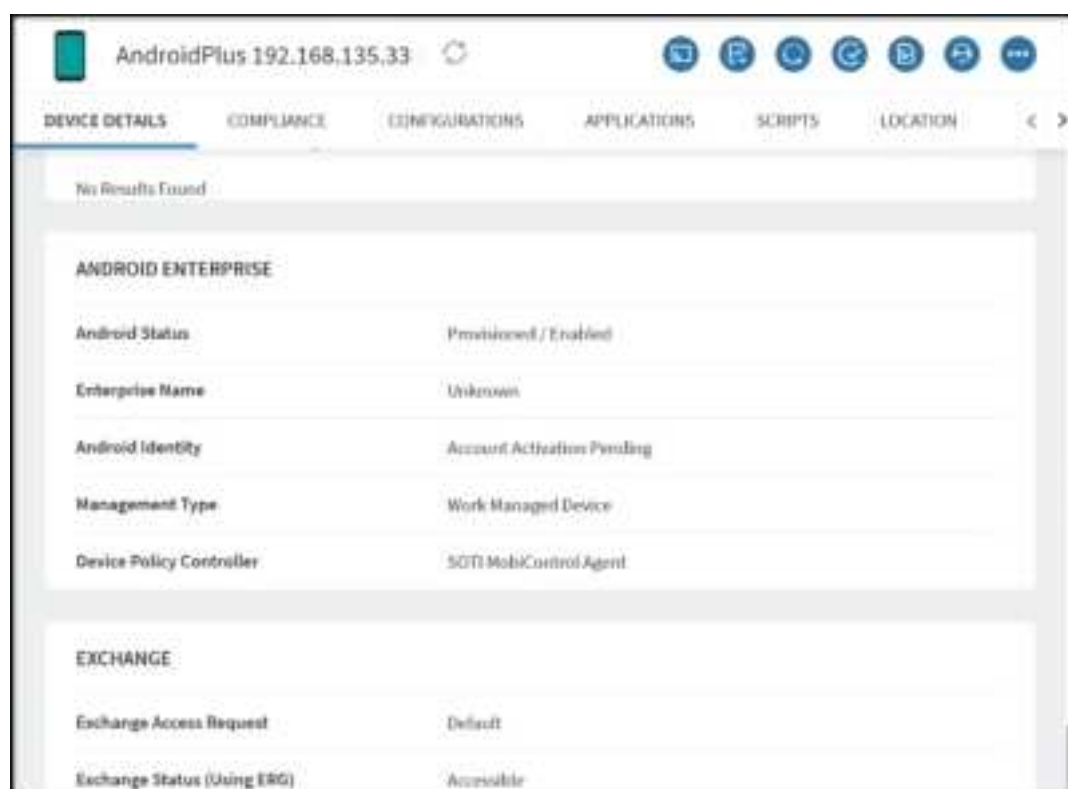 AndroidPlus 192.168.135.33
DEVICE DETAILS COMPLIANCE CONFIGURATIONS APPLICATIONS SCRIPTS LOCATION
No Results Found
ANDROID ENTERPRISE
Android Status Provisioned / Enabled
Enterprise Name Unknown
Android Identity Account Activation Pending
Management Type Work Managed Device
Device Policy Controller SOTI MobiControl Agent
EXCHANGE
Exchange Access Request Default
Exchange Status (Using ERG) Accessible